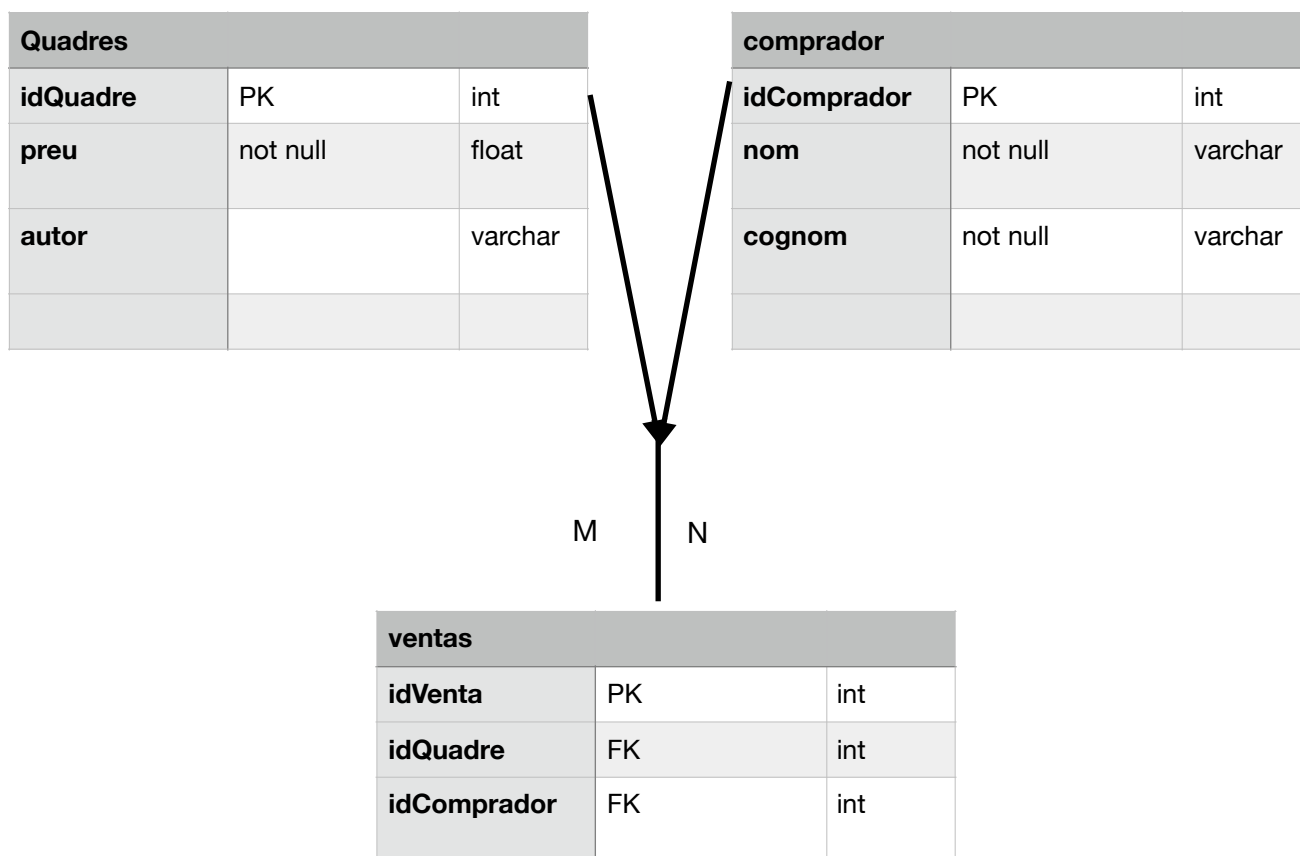 Quadres
idQuadre PK int
preu not null float
autor varchar
comprador
idComprador PK int
nom not null varchar
cognom not null varchar
M N
ventas
idVenta PK int
idQuadre FK int
idComprador FK int